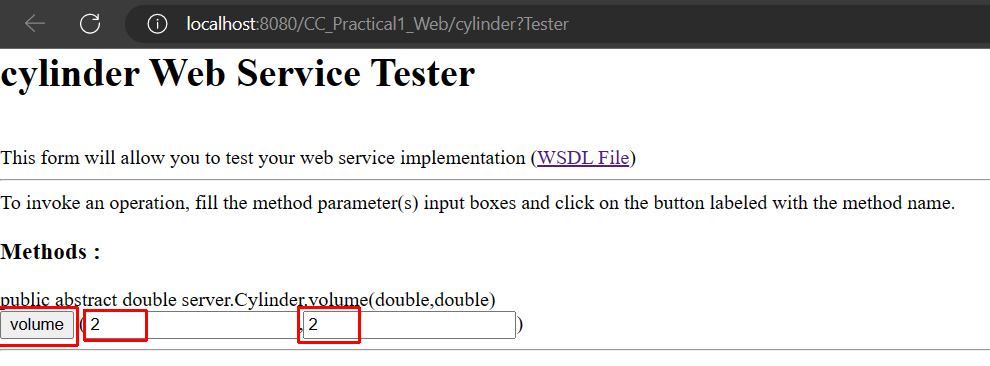 localhost:8080/CC_Practical1_Web/cylinder?Tester
cylinder Web Service Tester
This form will allow you to test your web service implementation (WSDL File)
To invoke an operation, fill the method parameter(s) input boxes and click on the button labeled with the method name.
Methods :
public abstract double server.Cylinder.volume(double,double)
volume (2 ,2 )